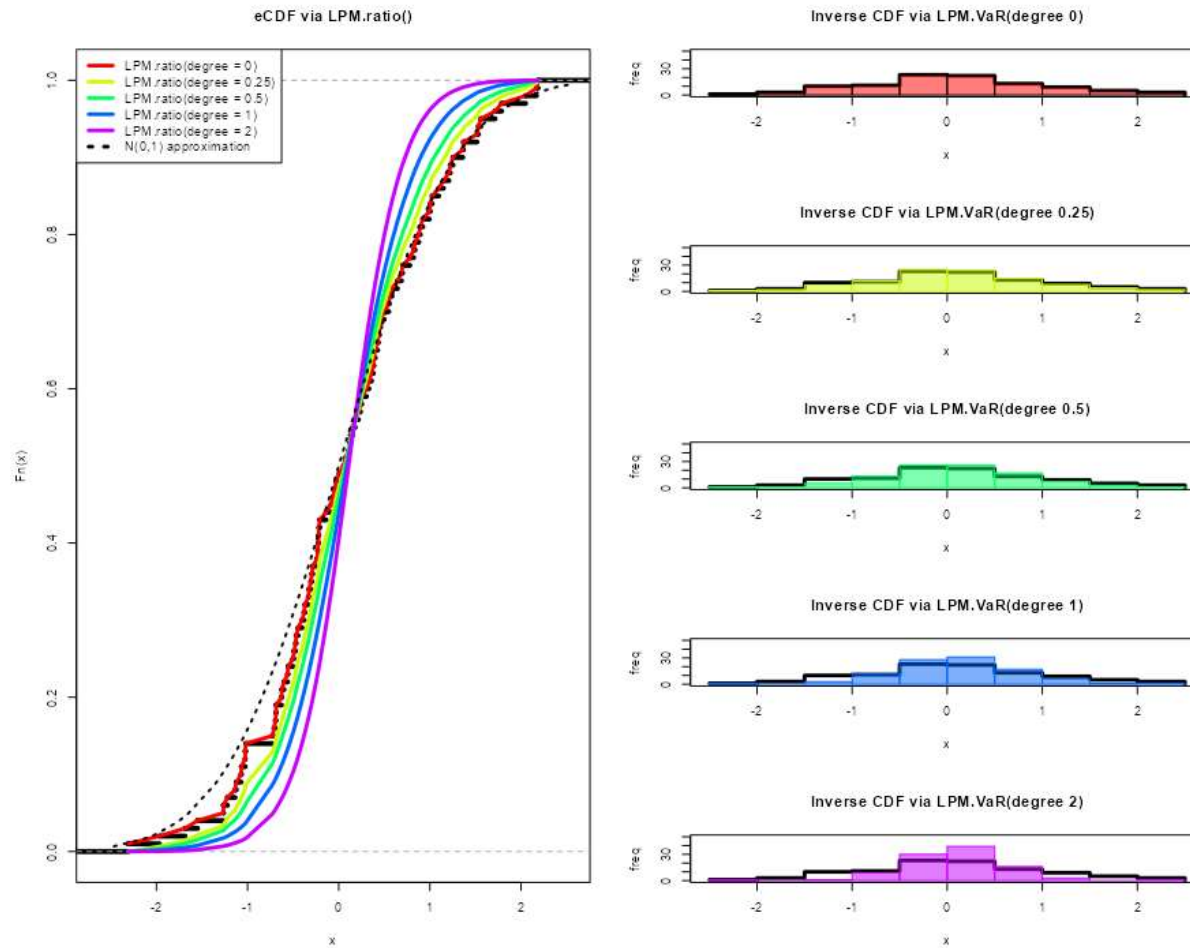 eCDF via LPM.ratio()
LPM.ratio(degree = 0)
LPM.ratio(degree = 0.25)
LPM.ratio(degree = 0.5)
LPM.ratio(degree = 1)
LPM.ratio(degree = 2)
N(0,1) approximation
Fn(x)
1.0
0.8
0.6
0.4
0.2
0.0
-2 -1 0 1 2
x
Inverse CDF via LPM.VaR(degree 0)
freq
30
0
-2 -1 0 1 2
x
Inverse CDF via LPM.VaR(degree 0.25)
freq
30
0
-2 -1 0 1 2
x
Inverse CDF via LPM.VaR(degree 0.5)
freq
30
0
-2 -1 0 1 2
x
Inverse CDF via LPM.VaR(degree 1)
freq
30
0
-2 -1 0 1 2
x
Inverse CDF via LPM.VaR(degree 2)
freq
30
0
-2 -1 0 1 2
x